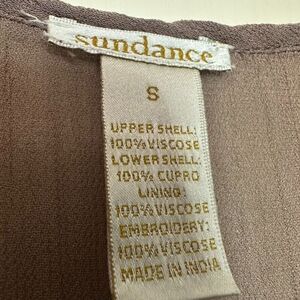 sundance
S
UPPER SHELL:
100% VISCOSE
LOWER SHELL:
100% CUPRO
LINING:
100% VISCOSE
EMBROIDERY:
100% VISCOSE
MADE IN INDIA